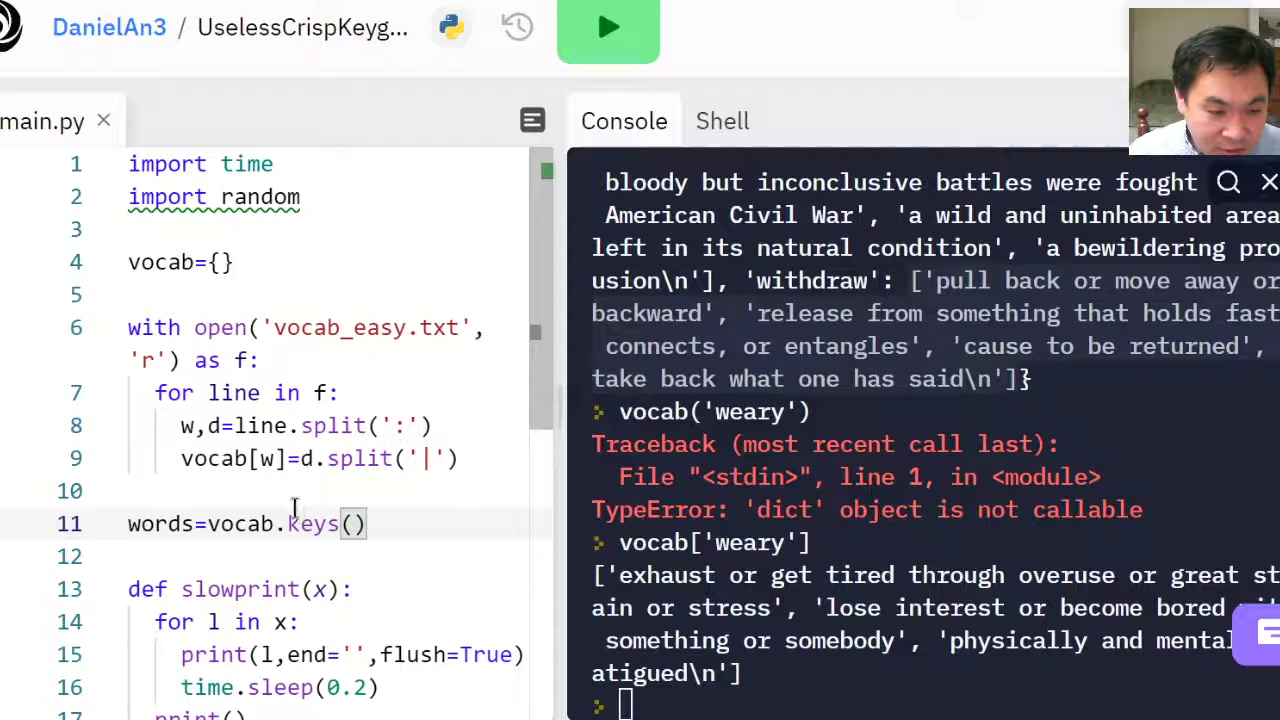 DanielAn3 / UselessCrispKeyg...
main.py ×
Console
Shell
1 import time
2 import random
3
4 vocab={}
5
6 with open('vocab_easy.txt',
'r') as f:
7 for line in f:
8 w,d=line.split(':')
9 vocab[w]=d.split('|')
10
11 words=vocab.keys()
12
13 def slowprint(x):
14 for l in x:
15 print(l,end='',flush=True)
16 time.sleep(0.2)
17 print()
bloody but inconclusive battles were fought
American Civil War', 'a wild and uninhabited area
left in its natural condition', 'a bewildering pro
usion\n'], 'withdraw': ['pull back or move away or
backward', 'release from something that holds fast
connects, or entangles', 'cause to be returned',
take back what one has said\n']}
vocab('weary')
Traceback (most recent call last):
File "<stdin>", line 1, in <module>
TypeError: 'dict' object is not callable
vocab['weary']
['exhaust or get tired through overuse or great st
ain or stress', 'lose interest or become bored
something or somebody', 'physically and mental
atigued\n']